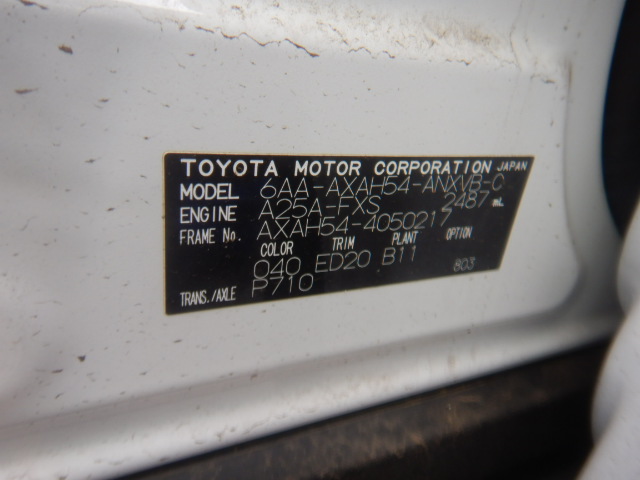 TOYOTA MOTOR CORPORATION JAPAN
MODEL 6AA-AXAH54-ANXVB-C
ENGINE A25A-FXS 2487 mL
FRAME No. AXAH54-4050217
COLOR TRIM PLANT OPTION
040 ED20 B11 803
TRANS./AXLE P710